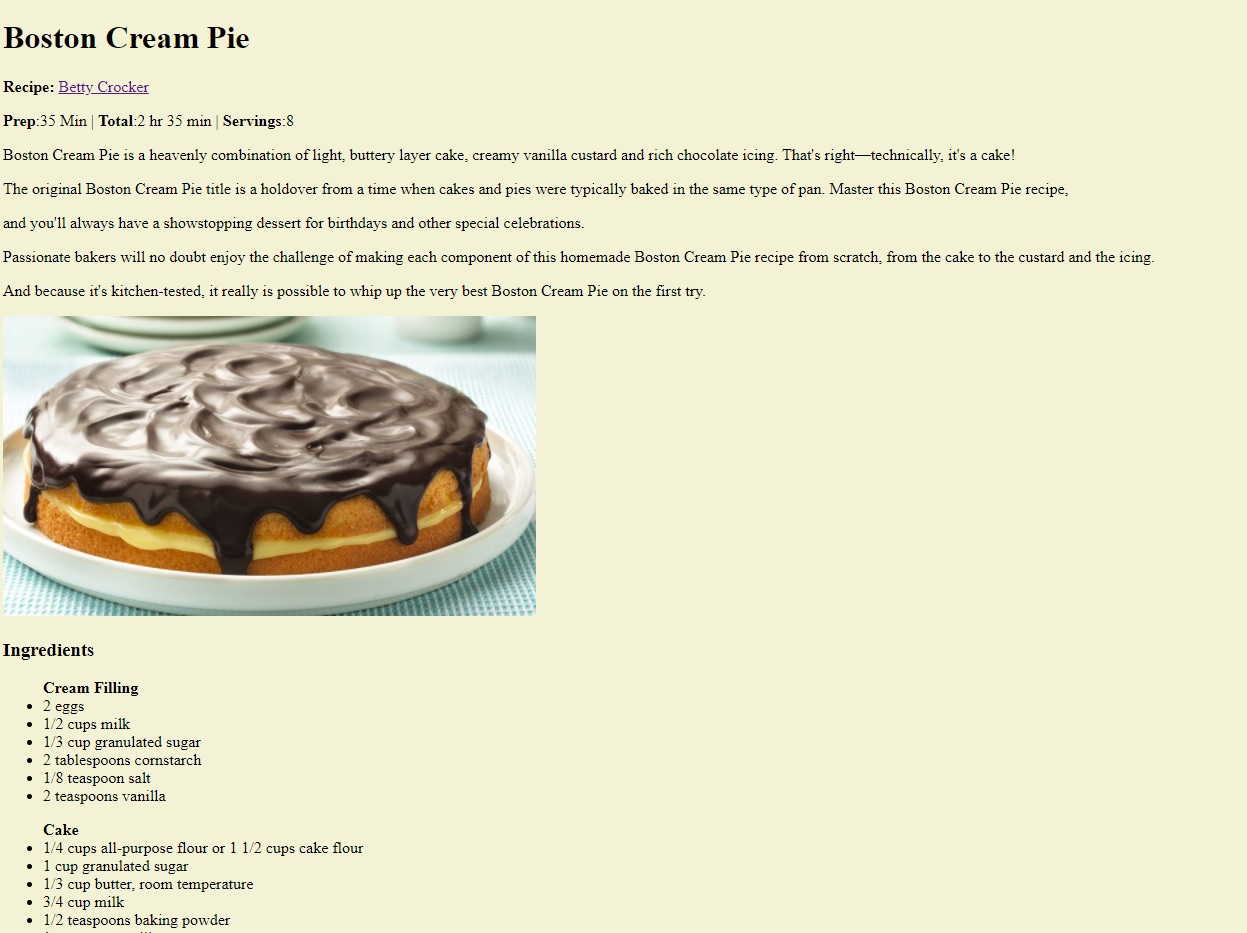 Boston Cream Pie
Recipe: Betty Crocker
Prep:35 Min | Total:2 hr 35 min | Servings:8
Boston Cream Pie is a heavenly combination of light, buttery layer cake, creamy vanilla custard and rich chocolate icing. That's right—technically, it's a cake!
The original Boston Cream Pie title is a holdover from a time when cakes and pies were typically baked in the same type of pan. Master this Boston Cream Pie recipe,
and you'll always have a showstopping dessert for birthdays and other special celebrations.
Passionate bakers will no doubt enjoy the challenge of making each component of this homemade Boston Cream Pie recipe from scratch, from the cake to the custard and the icing.
And because it's kitchen-tested, it really is possible to whip up the very best Boston Cream Pie on the first try.
Ingredients
Cream Filling
2 eggs
1/2 cups milk
1/3 cup granulated sugar
2 tablespoons cornstarch
1/8 teaspoon salt
2 teaspoons vanilla
Cake
1/4 cups all-purpose flour or 1 1/2 cups cake flour
1 cup granulated sugar
1/3 cup butter, room temperature
3/4 cup milk
1/2 teaspoons baking powder